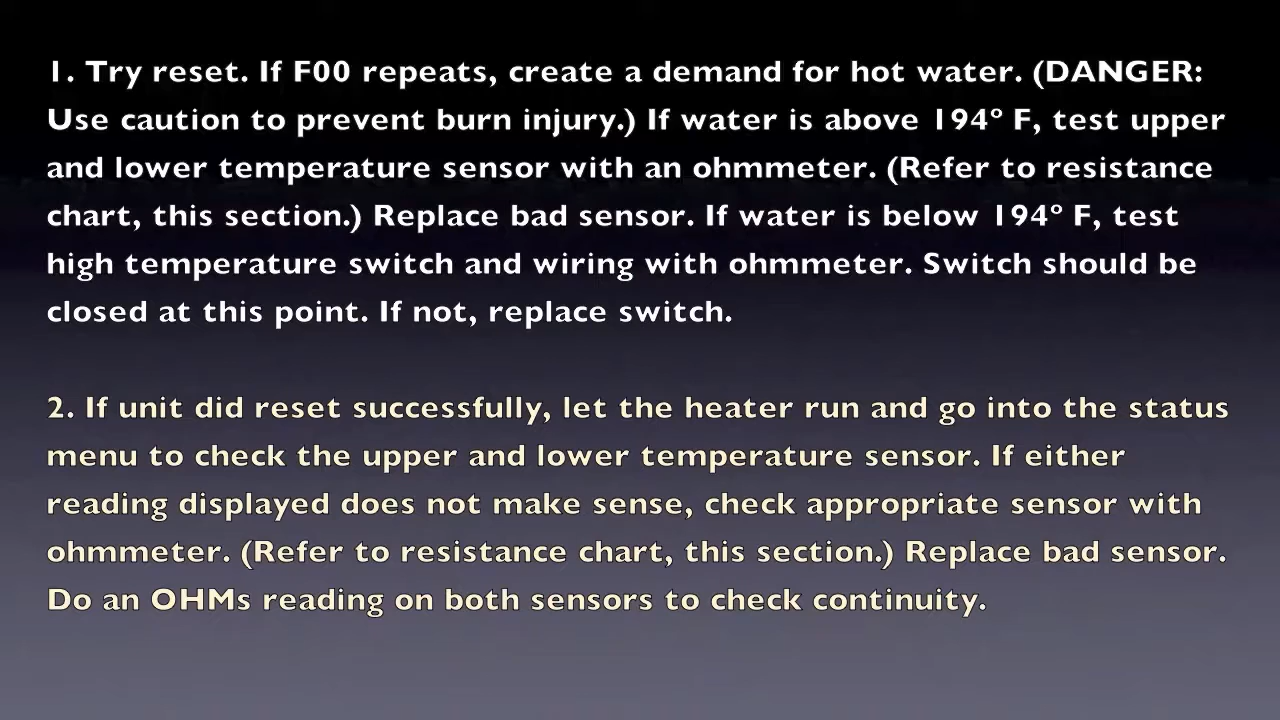 1. Try reset. If F00 repeats, create a demand for hot water. (DANGER:
Use caution to prevent burn injury.) If water is above 194º F, test upper
and lower temperature sensor with an ohmmeter. (Refer to resistance
chart, this section.) Replace bad sensor. If water is below 194º F, test
high temperature switch and wiring with ohmmeter. Switch should be
closed at this point. If not, replace switch.
2. If unit did reset successfully, let the heater run and go into the status
menu to check the upper and lower temperature sensor. If either
reading displayed does not make sense, check appropriate sensor with
ohmmeter. (Refer to resistance chart, this section.) Replace bad sensor.
Do an OHMs reading on both sensors to check continuity.